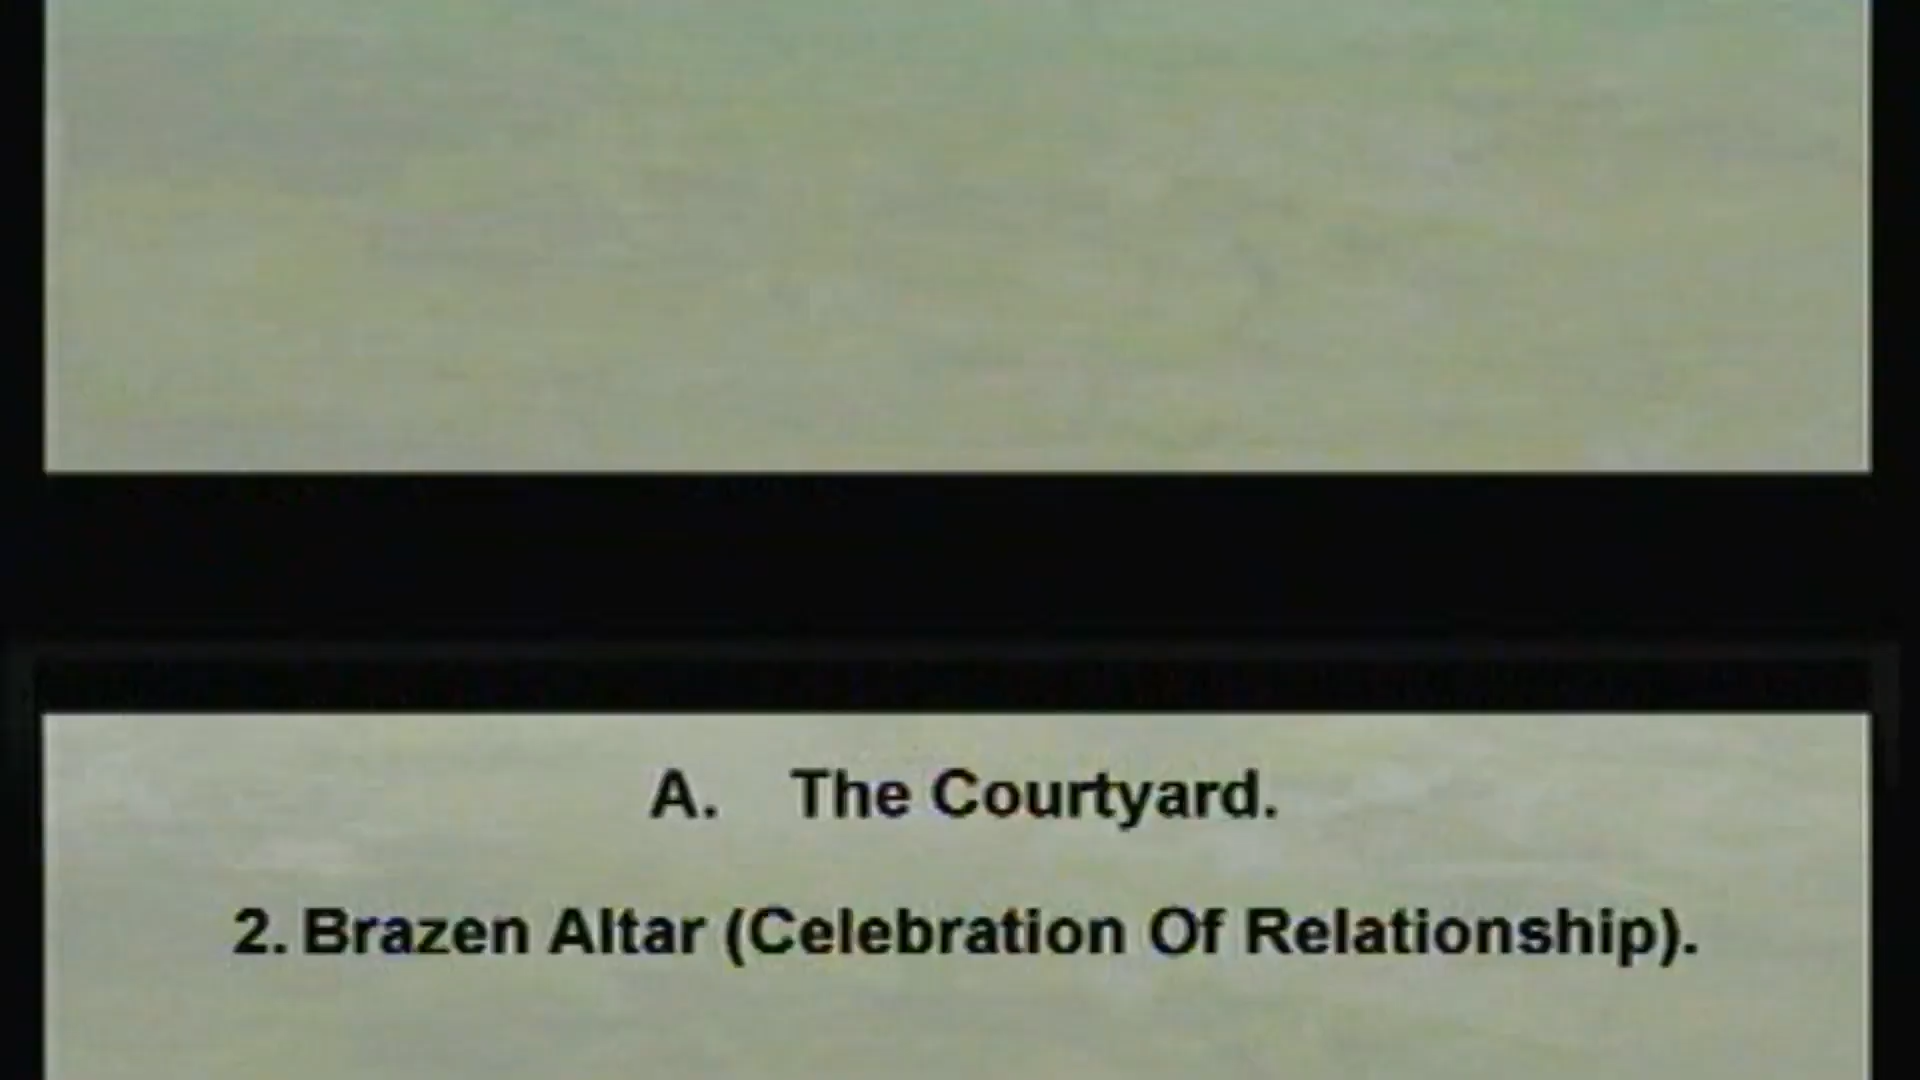 A. The Courtyard.
2. Brazen Altar (Celebration Of Relationship).